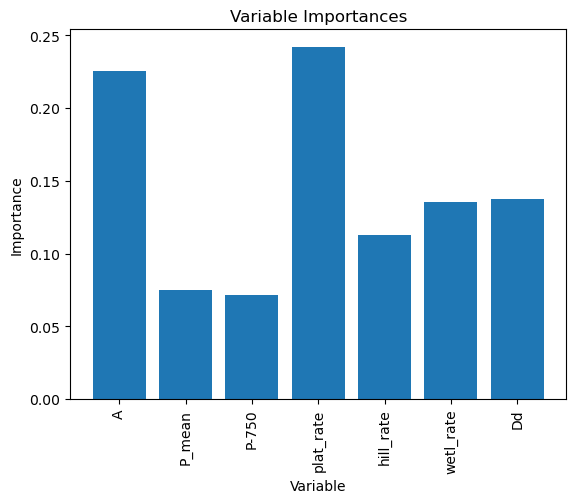 Variable Importances
0.25
0.20
0.15
0.10
0.05
0.00
Importance
A
P_mean
P-750
plat_rate
hill_rate
wetl_rate
Dd
Variable